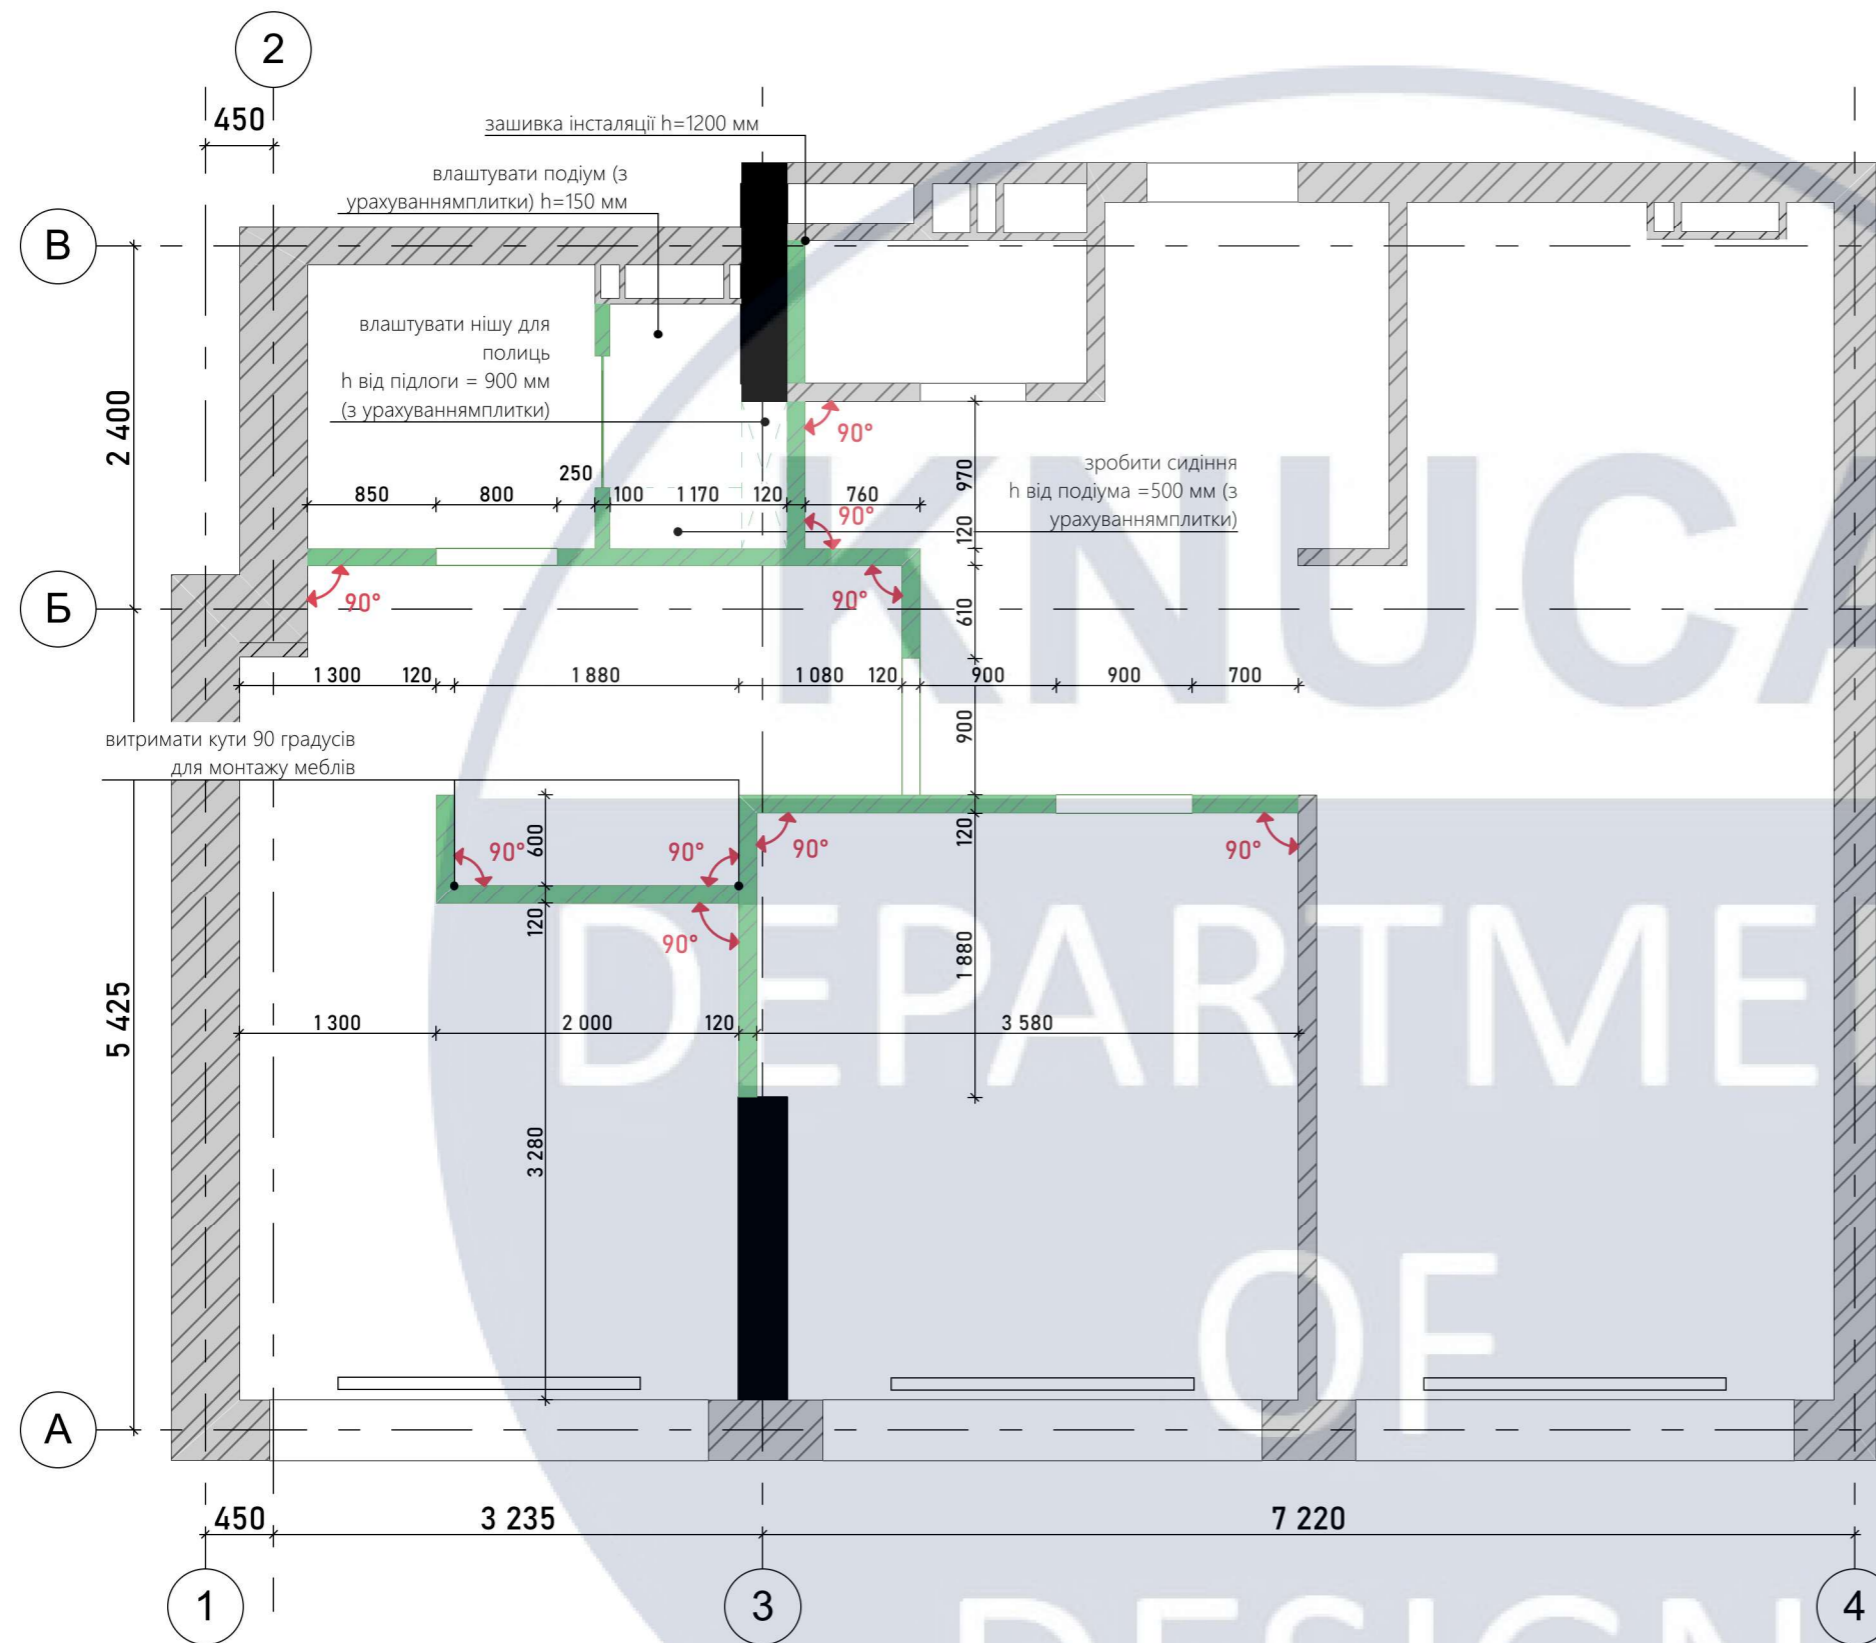 2
450
зашивка інсталяції h=1200 мм
влаштувати подіум (з
урахуваннямплитки) h=150 мм
В
влаштувати нішу для
полиць
h від підлоги = 900 мм
(з урахуваннямплитки)
2 400
90°
зробити сидіння
h від подіума =500 мм (з
урахуваннямплитки)
970
250
850
800
100
1 170
120
760
90°
120
KNUCA
90°
90°
610
Б
1 300
120
1 880
1 080
120
900
900
700
900
витримати кути 90 градусів
для монтажу меблів
90°
600
90°
90°
120
90°
120
90°
1 880
DEPARTME
5 425
1 300
2 000
120
3 580
3 280
OF
А
450
3 235
7 220
1
3
4
DESIGN